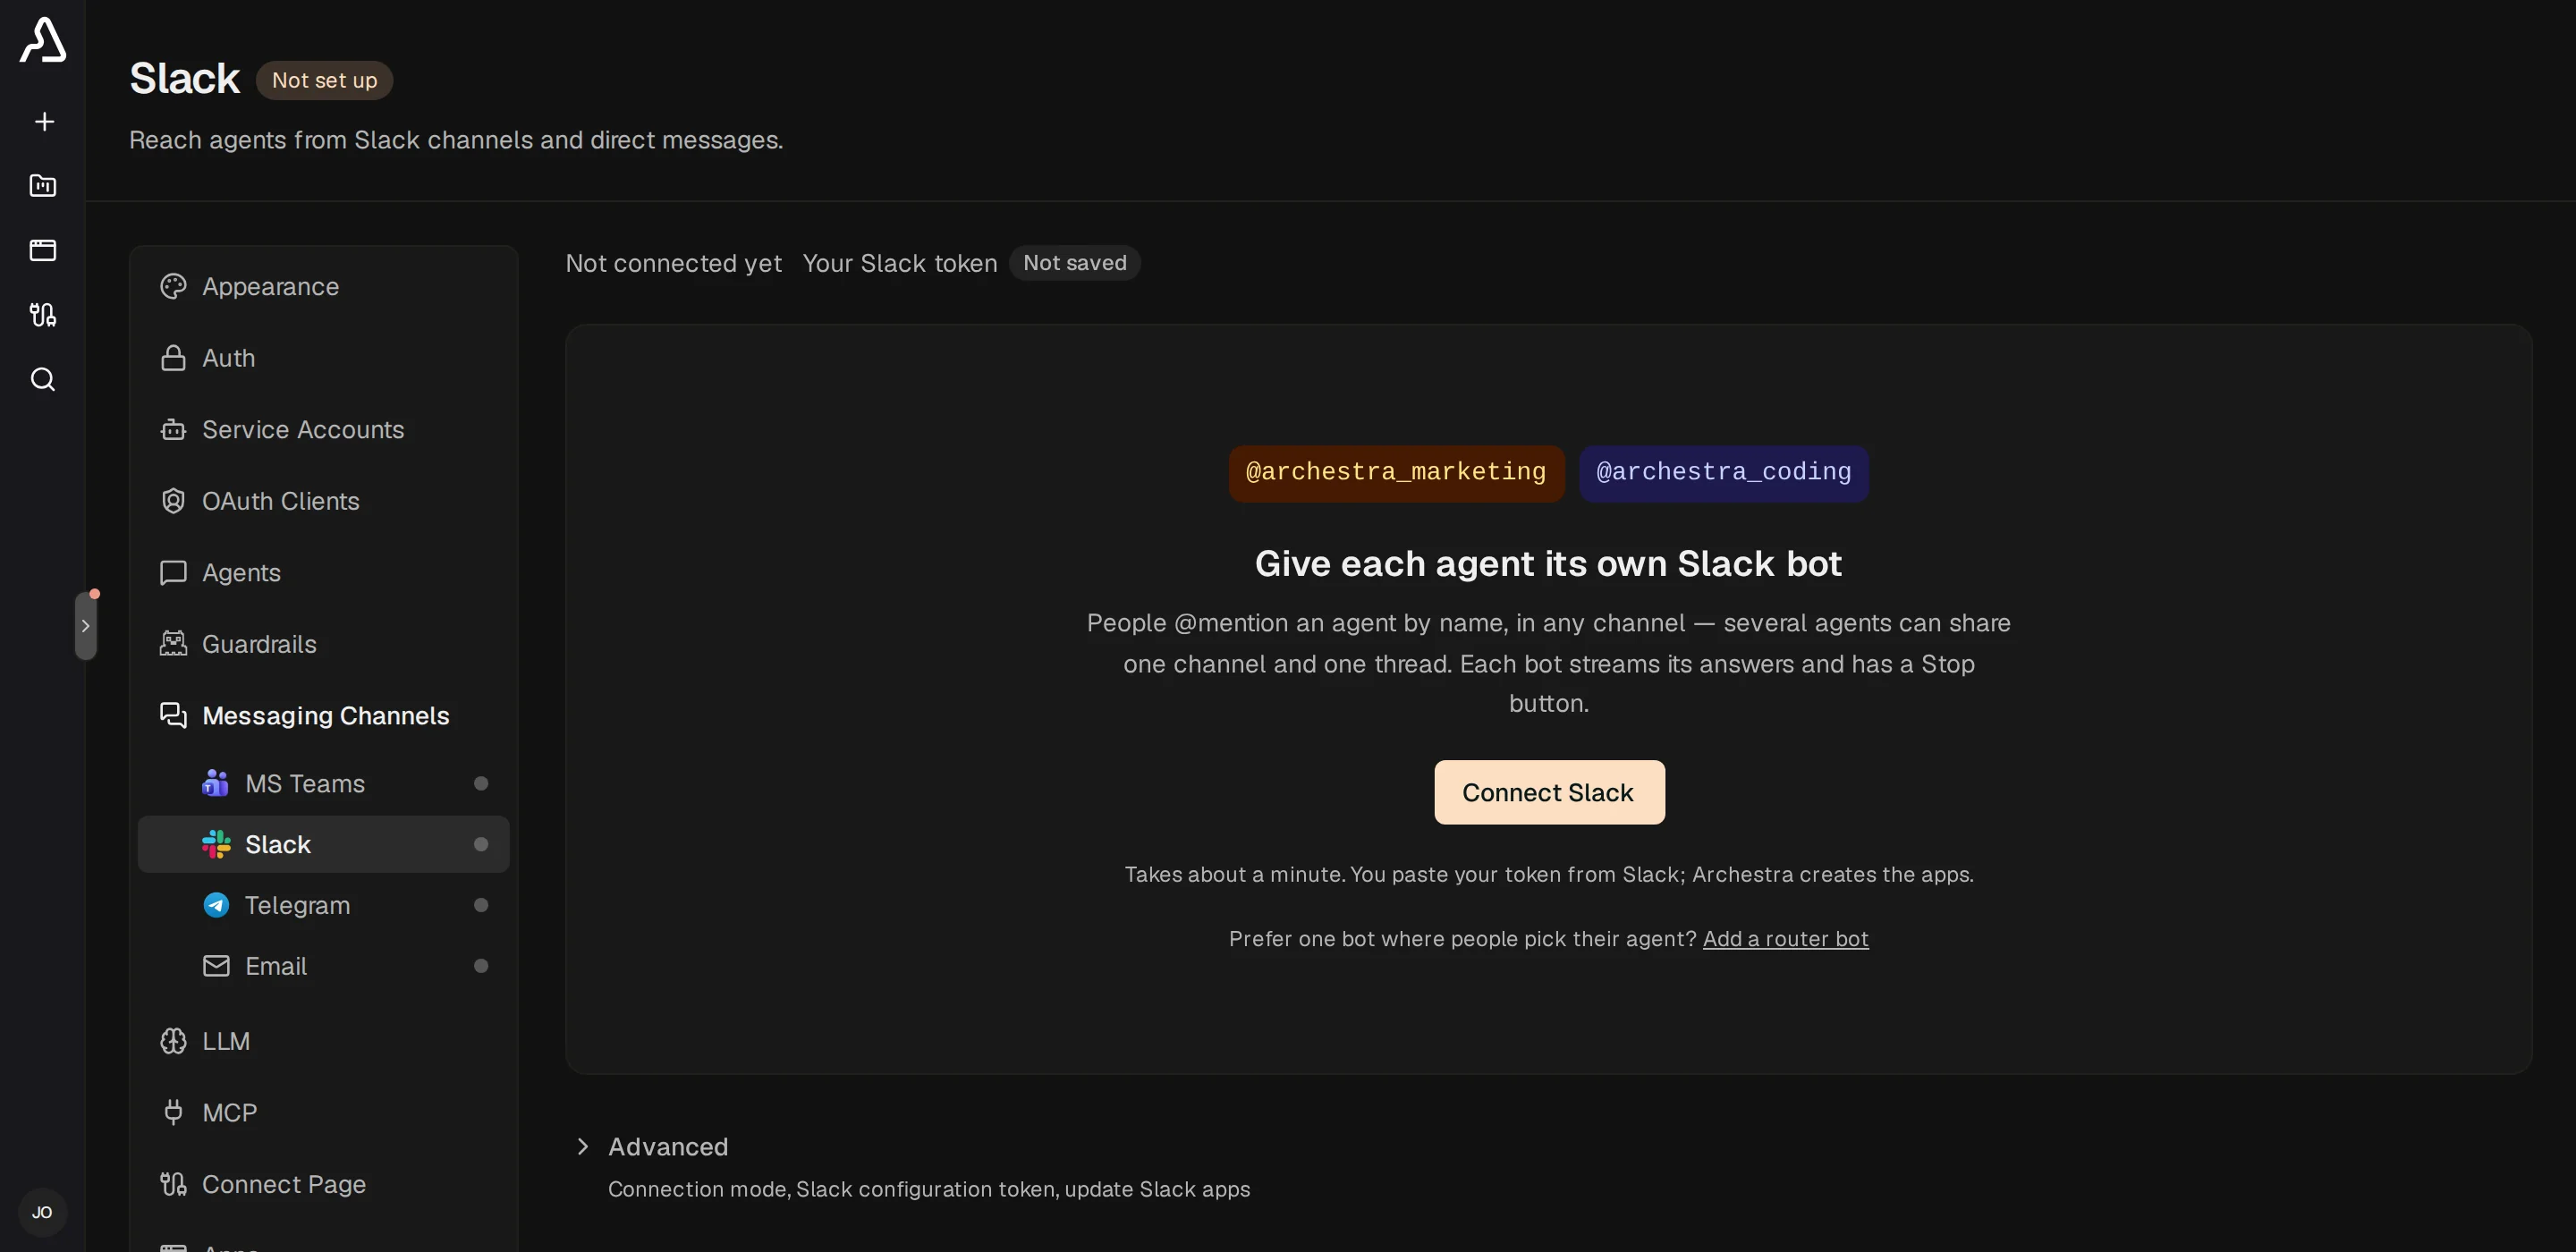 Slack
Not set up
Reach agents from Slack channels and direct messages.
Appearance
Auth
Service Accounts
OAuth Clients
Agents
Guardrails
Messaging Channels
MS Teams
Slack
Telegram
Email
LLM
MCP
Connect Page
JO
Not connected yet Your Slack token Not saved
@archestra_marketing @archestra_coding
Give each agent its own Slack bot
People @mention an agent by name, in any channel — several agents can share
one channel and one thread. Each bot streams its answers and has a Stop
button.
Connect Slack
Takes about a minute. You paste your token from Slack; Archestra creates the apps.
Prefer one bot where people pick their agent? Add a router bot
Advanced
Connection mode, Slack configuration token, update Slack apps